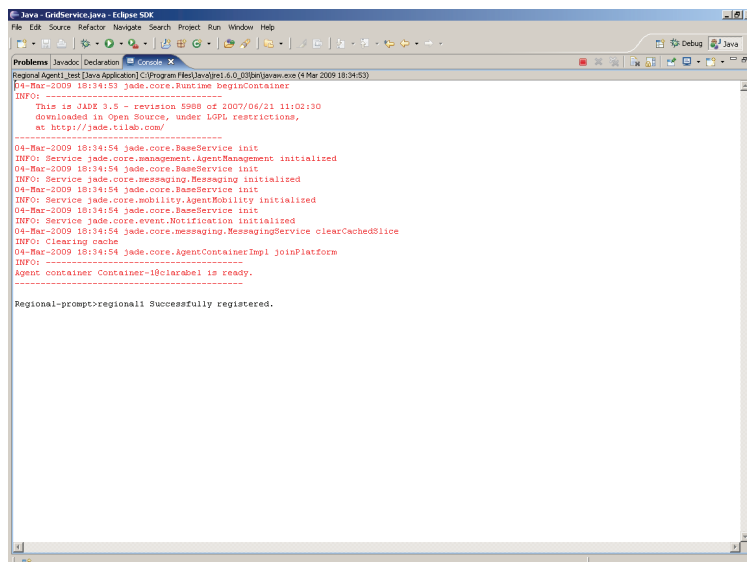 Java - GridService.java - Eclipse SDK
File Edit Source Refactor Navigate Search Project Run Window Help
Debug Java
Problems Javadoc Declaration Console
Regional Agent1_test [Java Application] C:\Program Files\Java\jre1.6.0_03\bin\javaw.exe (4 Mar 2009 18:34:53)
04-Mar-2009 18:34:53 jade.core.Runtime beginContainer
INFO: ----------------------------------
This is JADE 3.5 - revision 5988 of 2007/06/21 11:02:30
downloaded in Open Source, under LGPL restrictions,
at http://jade.tilab.com/
----------------------------------------
04-Mar-2009 18:34:54 jade.core.BaseService init
INFO: Service jade.core.management.AgentManagement initialized
04-Mar-2009 18:34:54 jade.core.BaseService init
INFO: Service jade.core.messaging.Messaging initialized
04-Mar-2009 18:34:54 jade.core.BaseService init
INFO: Service jade.core.mobility.AgentMobility initialized
04-Mar-2009 18:34:54 jade.core.BaseService init
INFO: Service jade.core.event.Notification initialized
04-Mar-2009 18:34:54 jade.core.messaging.MessagingService clearCachedSlice
INFO: Clearing cache
04-Mar-2009 18:34:54 jade.core.AgentContainerImpl joinPlatform
INFO: --------------------------------------
Agent container Container-1@clarabel is ready.
--------------------------------------------
Regional-prompt>regional1 Successfully registered.